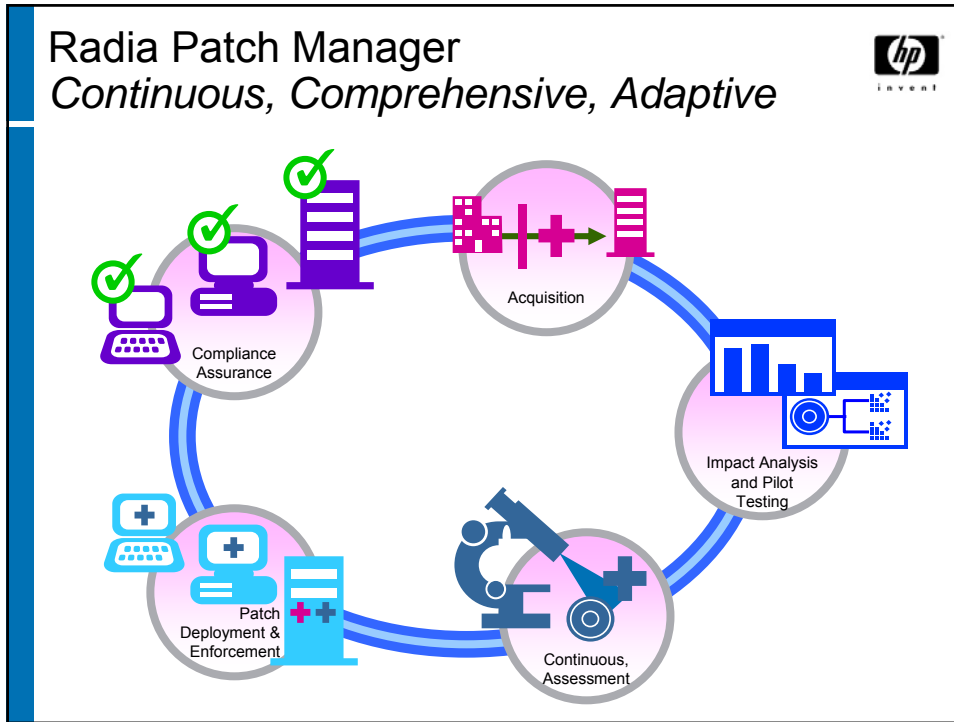 Radia Patch Manager
Continuous, Comprehensive, Adaptive
hp
invent
Acquisition
Compliance
Assurance
Impact Analysis
and Pilot
Testing
Patch
Deployment &
Enforcement
Continuous,
Assessment